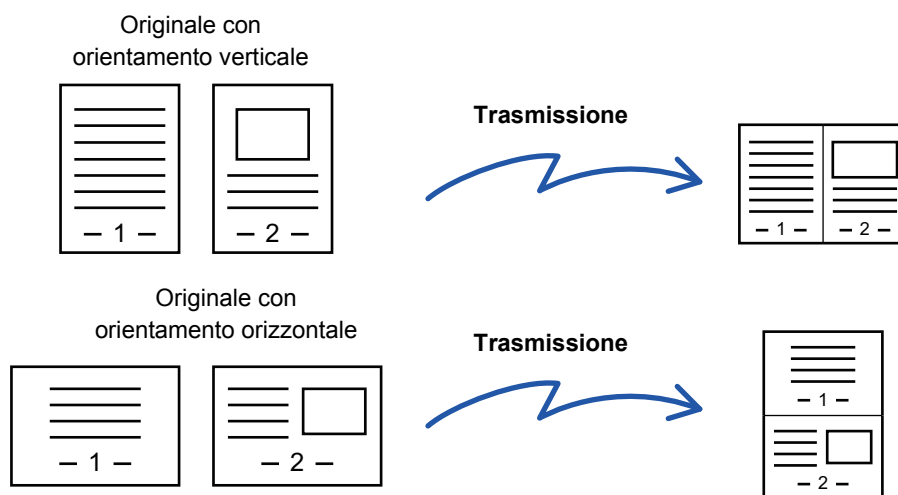 Originale con
orientamento verticale
Trasmissione
– 1 –
– 2 –
– 1 –
– 2 –
Originale con
orientamento orizzontale
Trasmissione
– 1 –
– 2 –
– 1 –
– 2 –